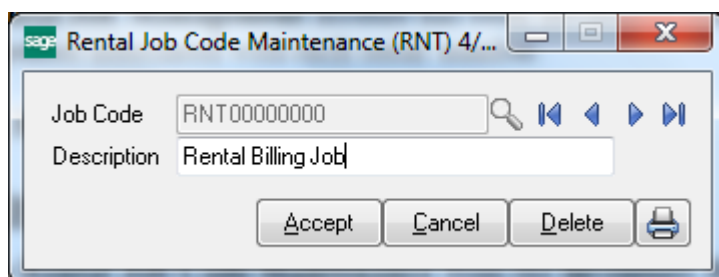 sage Rental Job Code Maintenance (RNT) 4/...
Job Code RNT00000000
Description Rental Billing Job
Accept Cancel Delete